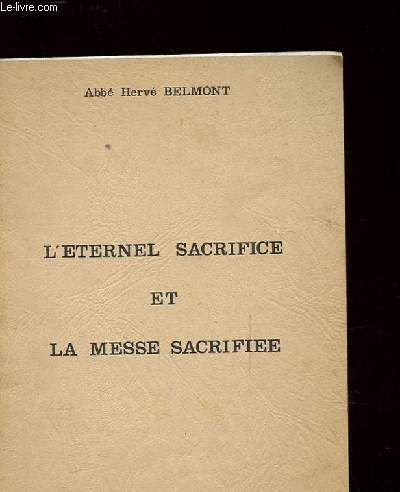 Le-livre.com
Abbé Hervé BELMONT
L'ETERNEL SACRIFICE
ET
LA MESSE SACRIFIEE